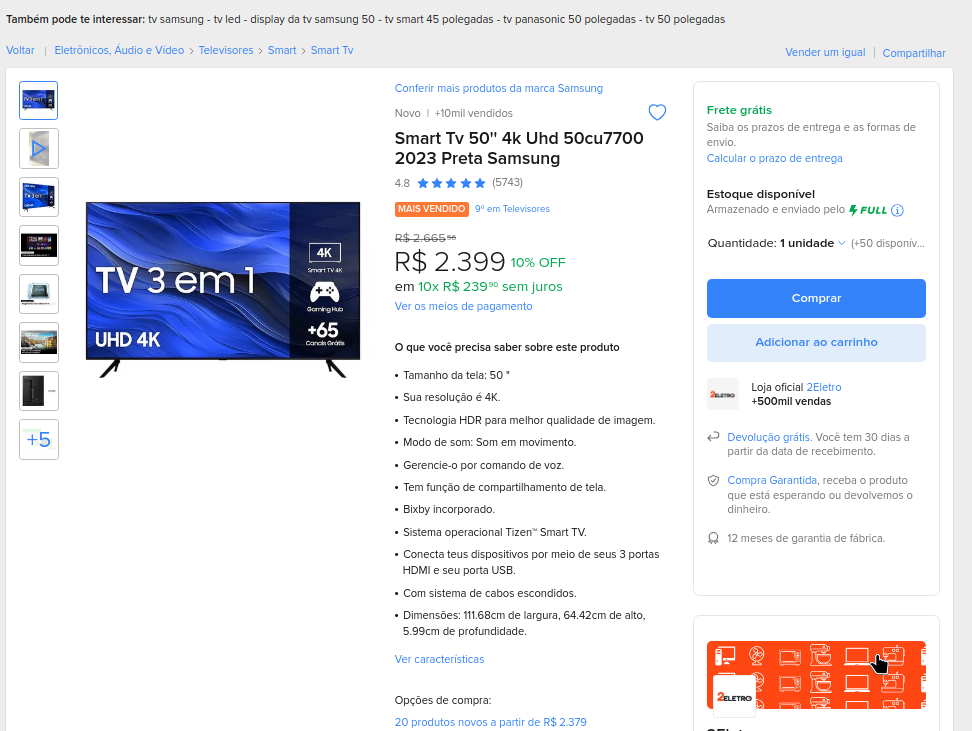 Também pode te interessar: tv samsung - tv led - display da tv samsung 50 - tv smart 45 polegadas - tv panasonic 50 polegadas - tv 50 polegadas
Voltar | Eletrônicos, Áudio e Vídeo > Televisores > Smart > Smart Tv
Vender um igual | Compartilhar
TV 3 em 1
UHD 4K
4K
Smart TV 4K
Gaming Hub
+65
Canais Grátis
+5
Conferir mais produtos da marca Samsung
Novo | +10mil vendidos
Smart Tv 50'' 4k Uhd 50cu7700
2023 Preta Samsung
4.8 (5743)
MAIS VENDIDO 9º em Televisores
R$ 2.665 56
R$ 2.399 10% OFF
em 10x R$ 239 90 sem juros
Ver os meios de pagamento
O que você precisa saber sobre este produto
• Tamanho da tela: 50 "
• Sua resolução é 4K.
• Tecnologia HDR para melhor qualidade de imagem.
• Modo de som: Som em movimento.
• Gerencie-o por comando de voz.
• Tem função de compartilhamento de tela.
• Bixby incorporado.
• Sistema operacional Tizen™ Smart TV.
• Conecta teus dispositivos por meio de seus 3 portas
HDMI e seu porta USB.
• Com sistema de cabos escondidos.
• Dimensões: 111.68cm de largura, 64.42cm de alto,
5.99cm de profundidade.
Ver características
Opções de compra:
20 produtos novos a partir de R$ 2.379
Frete grátis
Saiba os prazos de entrega e as formas de
envio.
Calcular o prazo de entrega
Estoque disponível
Armazenado e enviado pelo FULL
Quantidade: 1 unidade (+50 disponív...
Comprar
Adicionar ao carrinho
2ELETRO
Loja oficial 2Eletro
+500mil vendas
Devolução grátis. Você tem 30 dias a
partir da data de recebimento.
Compra Garantida, receba o produto
que está esperando ou devolvemos o
dinheiro.
12 meses de garantia de fábrica.
2ELETRO